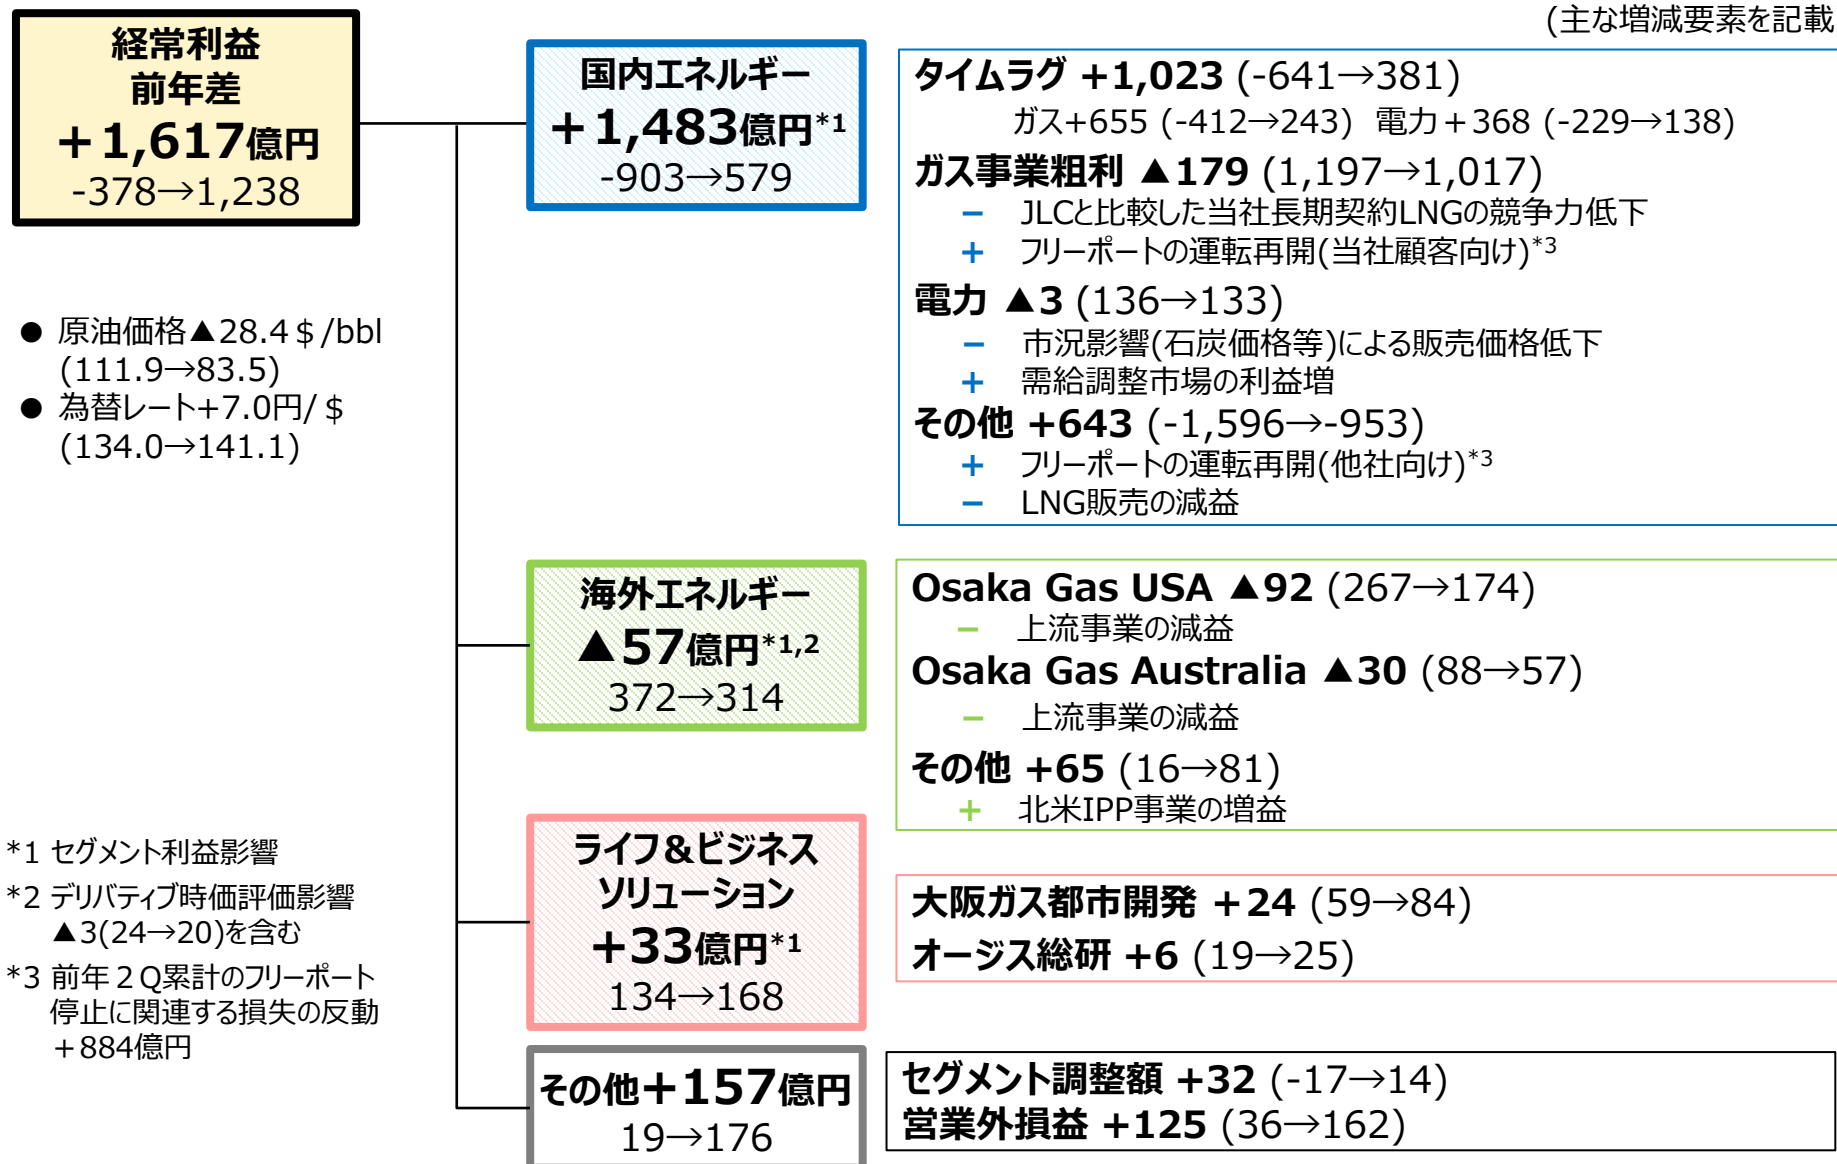 (主な増減要素を記載
経常利益
前年差
+1,617億円
-378→1,238
● 原油価格▲28.4＄/bbl
(111.9→83.5)
● 為替レート+7.0円/＄
(134.0→141.1)
*1 セグメント利益影響
*2 デリバティブ時価評価影響
▲3(24→20)を含む
*3 前年２Q累計のフリーポート
停止に関連する損失の反動
＋884億円
国内エネルギー
+1,483億円*1
-903→579
タイムラグ +1,023 (-641→381)
ガス+655 (-412→243) 電力＋368 (-229→138)
ガス事業粗利 ▲179 (1,197→1,017)
− JLCと比較した当社長期契約LNGの競争力低下
+ フリーポートの運転再開(当社顧客向け)*3
電力 ▲3 (136→133)
− 市況影響(石炭価格等)による販売価格低下
+ 需給調整市場の利益増
その他 +643 (-1,596→-953)
+ フリーポートの運転再開(他社向け)*3
− LNG販売の減益
海外エネルギー
▲57億円*1,2
372→314
Osaka Gas USA ▲92 (267→174)
− 上流事業の減益
Osaka Gas Australia ▲30 (88→57)
− 上流事業の減益
その他 +65 (16→81)
+ 北米IPP事業の増益
ライフ&ビジネス
ソリューション
+33億円*1
134→168
大阪ガス都市開発 ＋24 (59→84)
オージス総研 +6 (19→25)
その他+157億円
19→176
セグメント調整額 +32 (-17→14)
営業外損益 +125 (36→162)